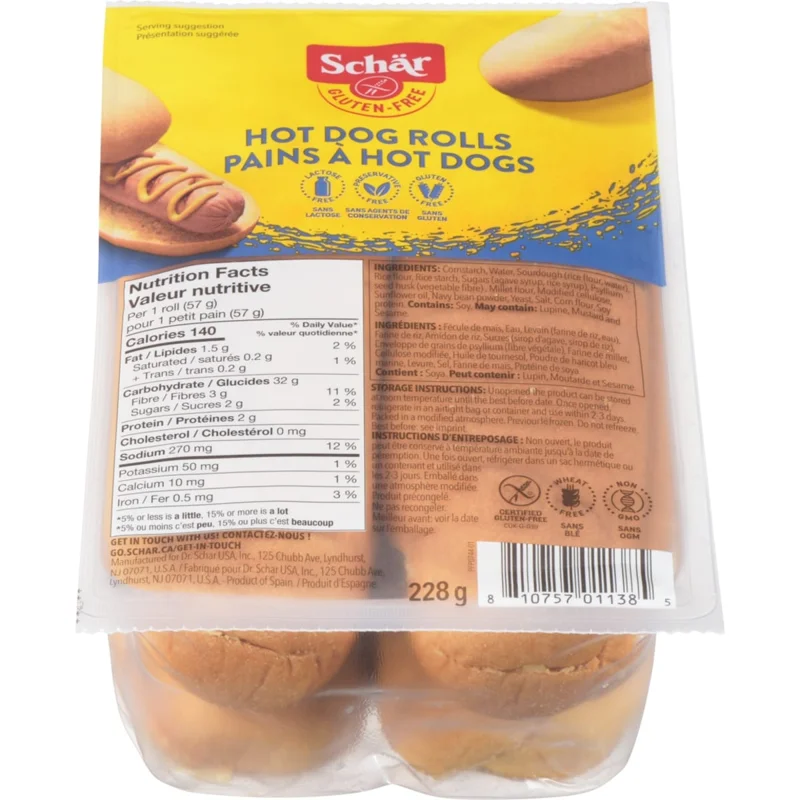 Serving suggestion
Présentation suggérée
Schär
GLUTEN-FREE
HOT DOG ROLLS
PAINS À HOT DOGS
LACTOSE FREE
PRESERVATIVE FREE
GLUTEN FREE
SANS LACTOSE
SANS AGENTS DE CONSERVATION
SANS GLUTEN
Nutrition Facts
Valeur nutritive
Per 1 roll (57 g)
pour 1 petit pain (57 g)
Calories 140
% Daily Value*
% valeur quotidienne*
Fat / Lipides 1.5 g 2 %
Saturated / saturés 0.2 g
+ Trans / trans 0.2 g 1 %
Carbohydrate / Glucides 32 g
Fibre / Fibres 3 g 11 %
Sugars / Sucres 2 g 2 %
Protein / Protéines 2 g
Cholesterol / Cholestérol 0 mg
Sodium 270 mg 12 %
Potassium 50 mg 1 %
Calcium 10 mg 1 %
Iron / Fer 0.5 mg 3 %
*5% or less is a little, 15% or more is a lot
*5% ou moins c'est peu, 15% ou plus c'est beaucoup
GET IN TOUCH WITH US! CONTACTEZ-NOUS !
GO.SCHAR.CA/GET-IN-TOUCH
Manufactured for Dr. Schar USA, Inc., 125 Chubb Ave, Lyndhurst,
NJ 07071, U.S.A. / Fabriqué pour Dr. Schar USA, Inc., 125 Chubb Ave,
Lyndhurst, NJ 07071, U.S.A. Product of Spain. / Produit d'Espagne.
INGREDIENTS: Cornstarch, Water, Sourdough (rice flour, water),
Rice flour, Rice starch, Sugars (agave syrup, rice syrup), Psyllium
seed husk (vegetable fibre), Millet flour, Modified cellulose,
Sunflower oil, Navy bean powder, Yeast, Salt, Corn flour, Soy
protein. Contains: Soy. May contain: Lupine, Mustard and
Sesame.
INGRÉDIENTS : Fécule de maïs, Eau, Levain (farine de riz, eau),
Farine de riz, Amidon de riz, Sucres (sirop d'agave, sirop de riz),
Enveloppe de grains de psyllium (fibre végétale), Farine de millet,
Cellulose modifiée, Huile de tournesol, Poudre de haricot bleu
marine, Levure, Sel, Farine de maïs, Protéine de soya
Contient : Soya. Peut contenir : Lupin, Moutarde et Sesame
STORAGE INSTRUCTIONS: Unopened the product can be stored
at room temperature until the best before date. Once opened,
refrigerate in an airtight bag or container and use within 2-3 days.
Packed in a modified atmosphere. Previously frozen. Do not refreeze.
Best before: see imprint.
INSTRUCTIONS D'ENTREPOSAGE : Non ouvert, le produit
peut être conservé à température ambiante jusqu'à la date de
péremption. Une fois ouvert, réfrigérer dans un sac hermétique ou
un contenant et utilisé dans
les 2-3 jours. Emballé dans
une atmosphère modifiée.
Produit précongelé.
Ne pas recongeler.
Meilleur avant: voir la date
sur l'emballage.
CERTIFIED GLUTEN-FREE
WHEAT FREE
SANS BLÉ
NON GMO
SANS OGM
228 g
8 10757 01138 5